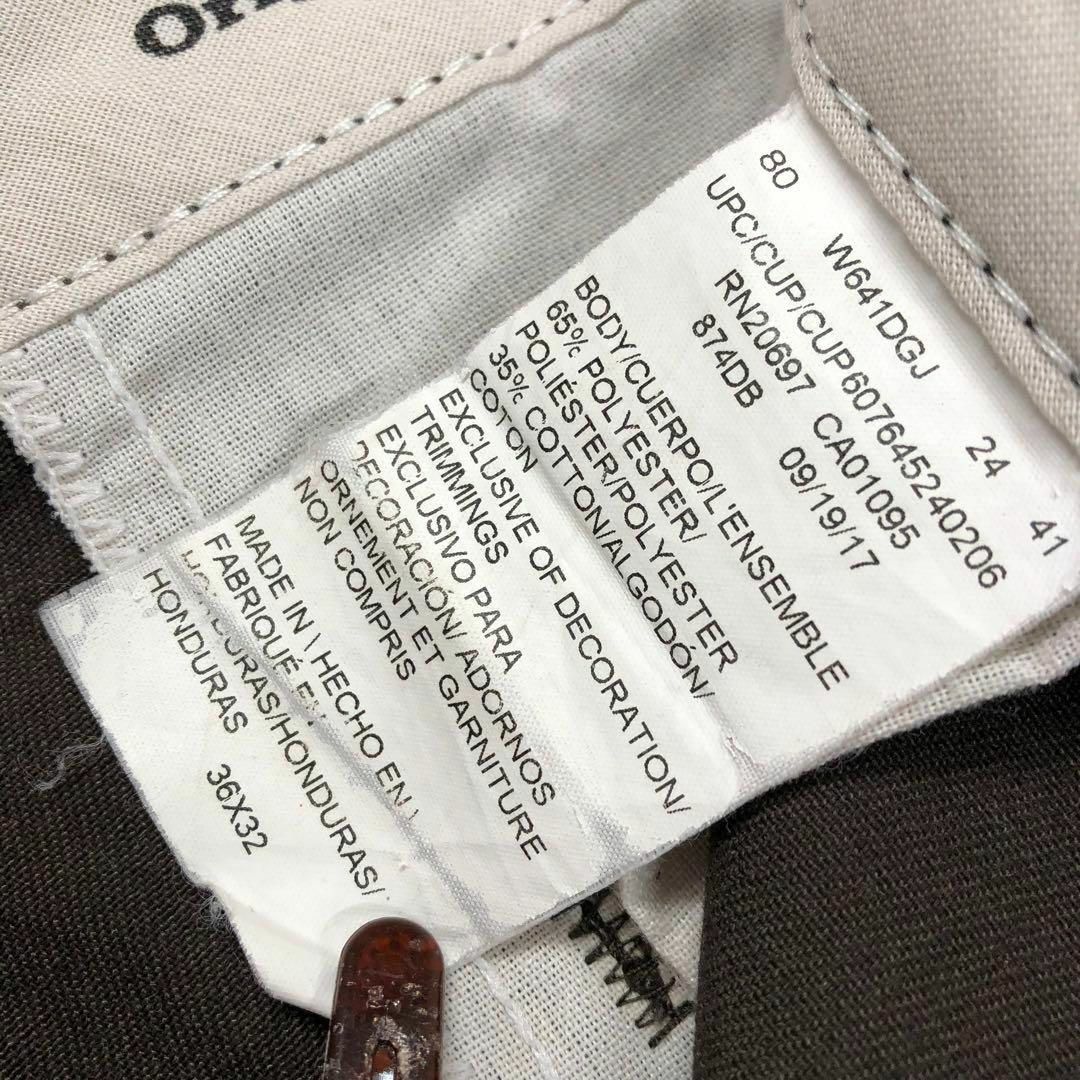 80 W641DGJ 24 41
UPC/CUP/CUP607645240206
RN20697 CA01095
874DB 09/19/17
BODY/CUERPO/L'ENSEMBLE
65% POLYESTER/
POLIÉSTER/POLYESTER
35% COTTON/ALGODÓN/
COTON
EXCLUSIVE OF DECORATION/
TRIMMINGS
EXCLUSIVO PARA
DECORACIÓN/ ADORNOS
ORNEMENT ET GARNITURE
NON COMPRIS
MADE IN \ HECHO EN \
FABRIQUÉ EN
HONDURAS/HONDURAS/
HONDURAS 36X32